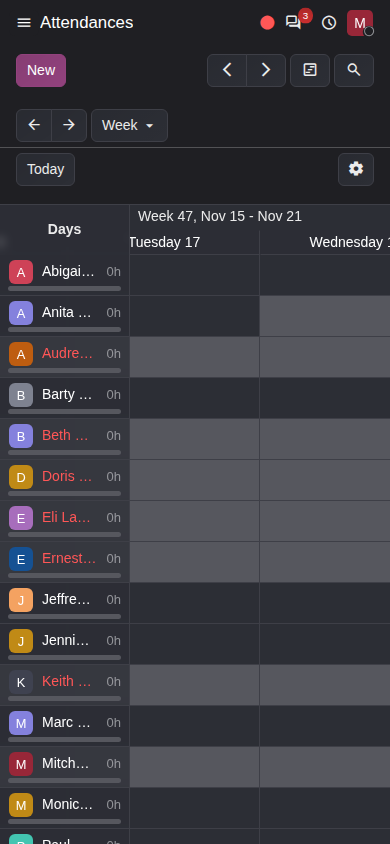 Attendances
3
M
New
Week
Today
Week 47, Nov 15 - Nov 21
Days
Tuesday 17
Wednesday
A Abigai... 0h
A Anita ... 0h
A Audre... 0h
B Barty ... 0h
B Beth ... 0h
D Doris ... 0h
E Eli La... 0h
E Ernest... 0h
J Jeffre... 0h
J Jenni... 0h
K Keith ... 0h
M Marc ... 0h
M Mitch... 0h
M Monic... 0h